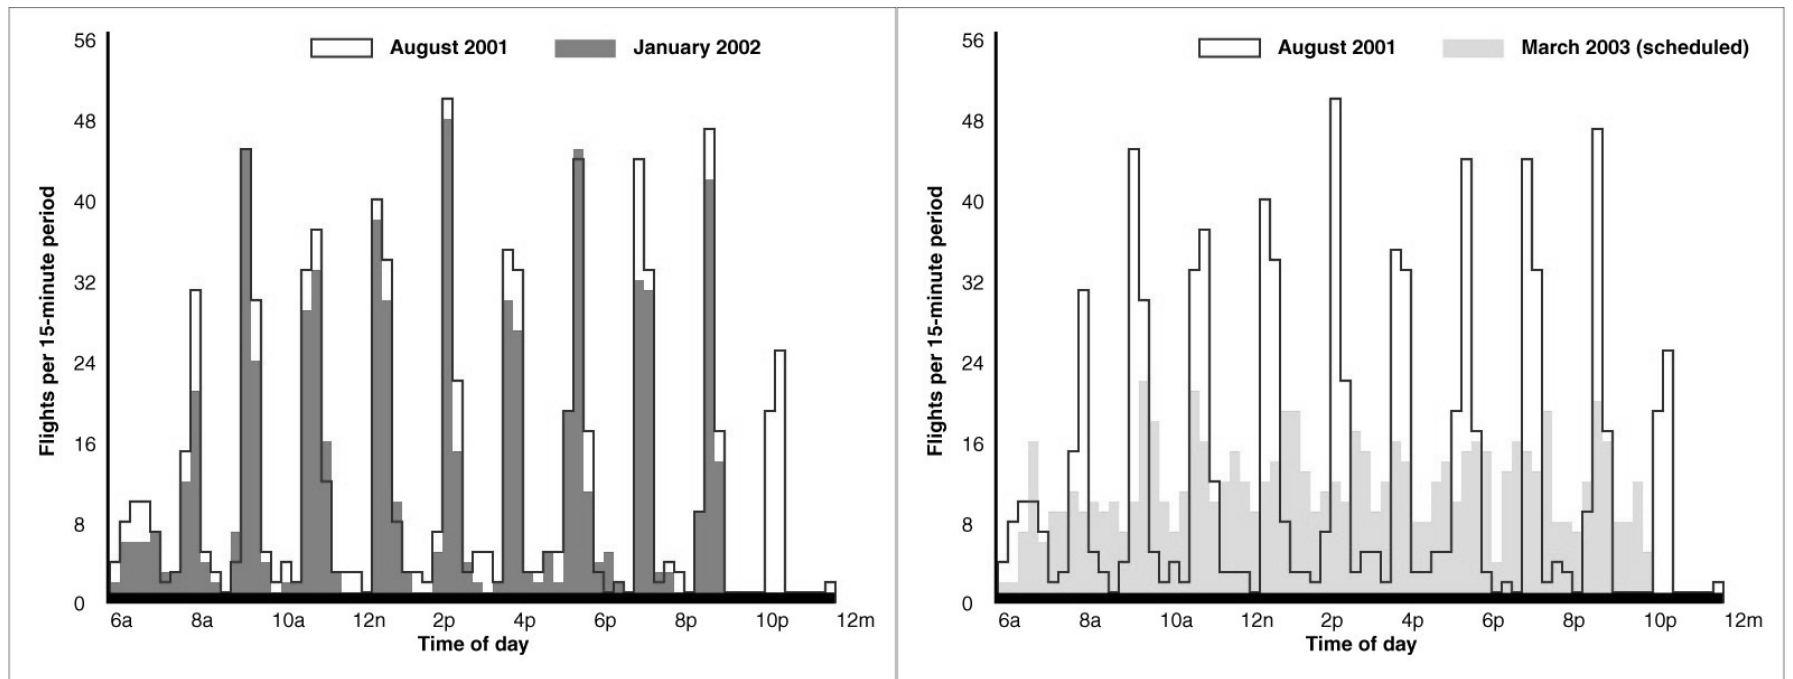 August 2001
January 2002
56
48
40
32
24
16
8
0
Flights per 15-minute period
6a 8a 10a 12n 2p 4p 6p 8p 10p 12m
Time of day
August 2001
March 2003 (scheduled)
56
48
40
32
24
16
8
0
Flights per 15-minute period
6a 8a 10a 12n 2p 4p 6p 8p 10p 12m
Time of day